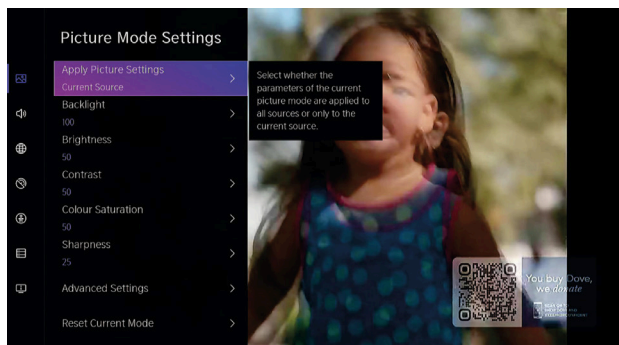 Picture Mode Settings
Apply Picture Settings
Current Source
Select whether the
parameters of the current
picture mode are applied to
all sources or only to the
current source.
Backlight
100
Brightness
50
Contrast
50
Colour Saturation
50
Sharpness
25
Advanced Settings
Reset Current Mode
You buy Dove,
we donate